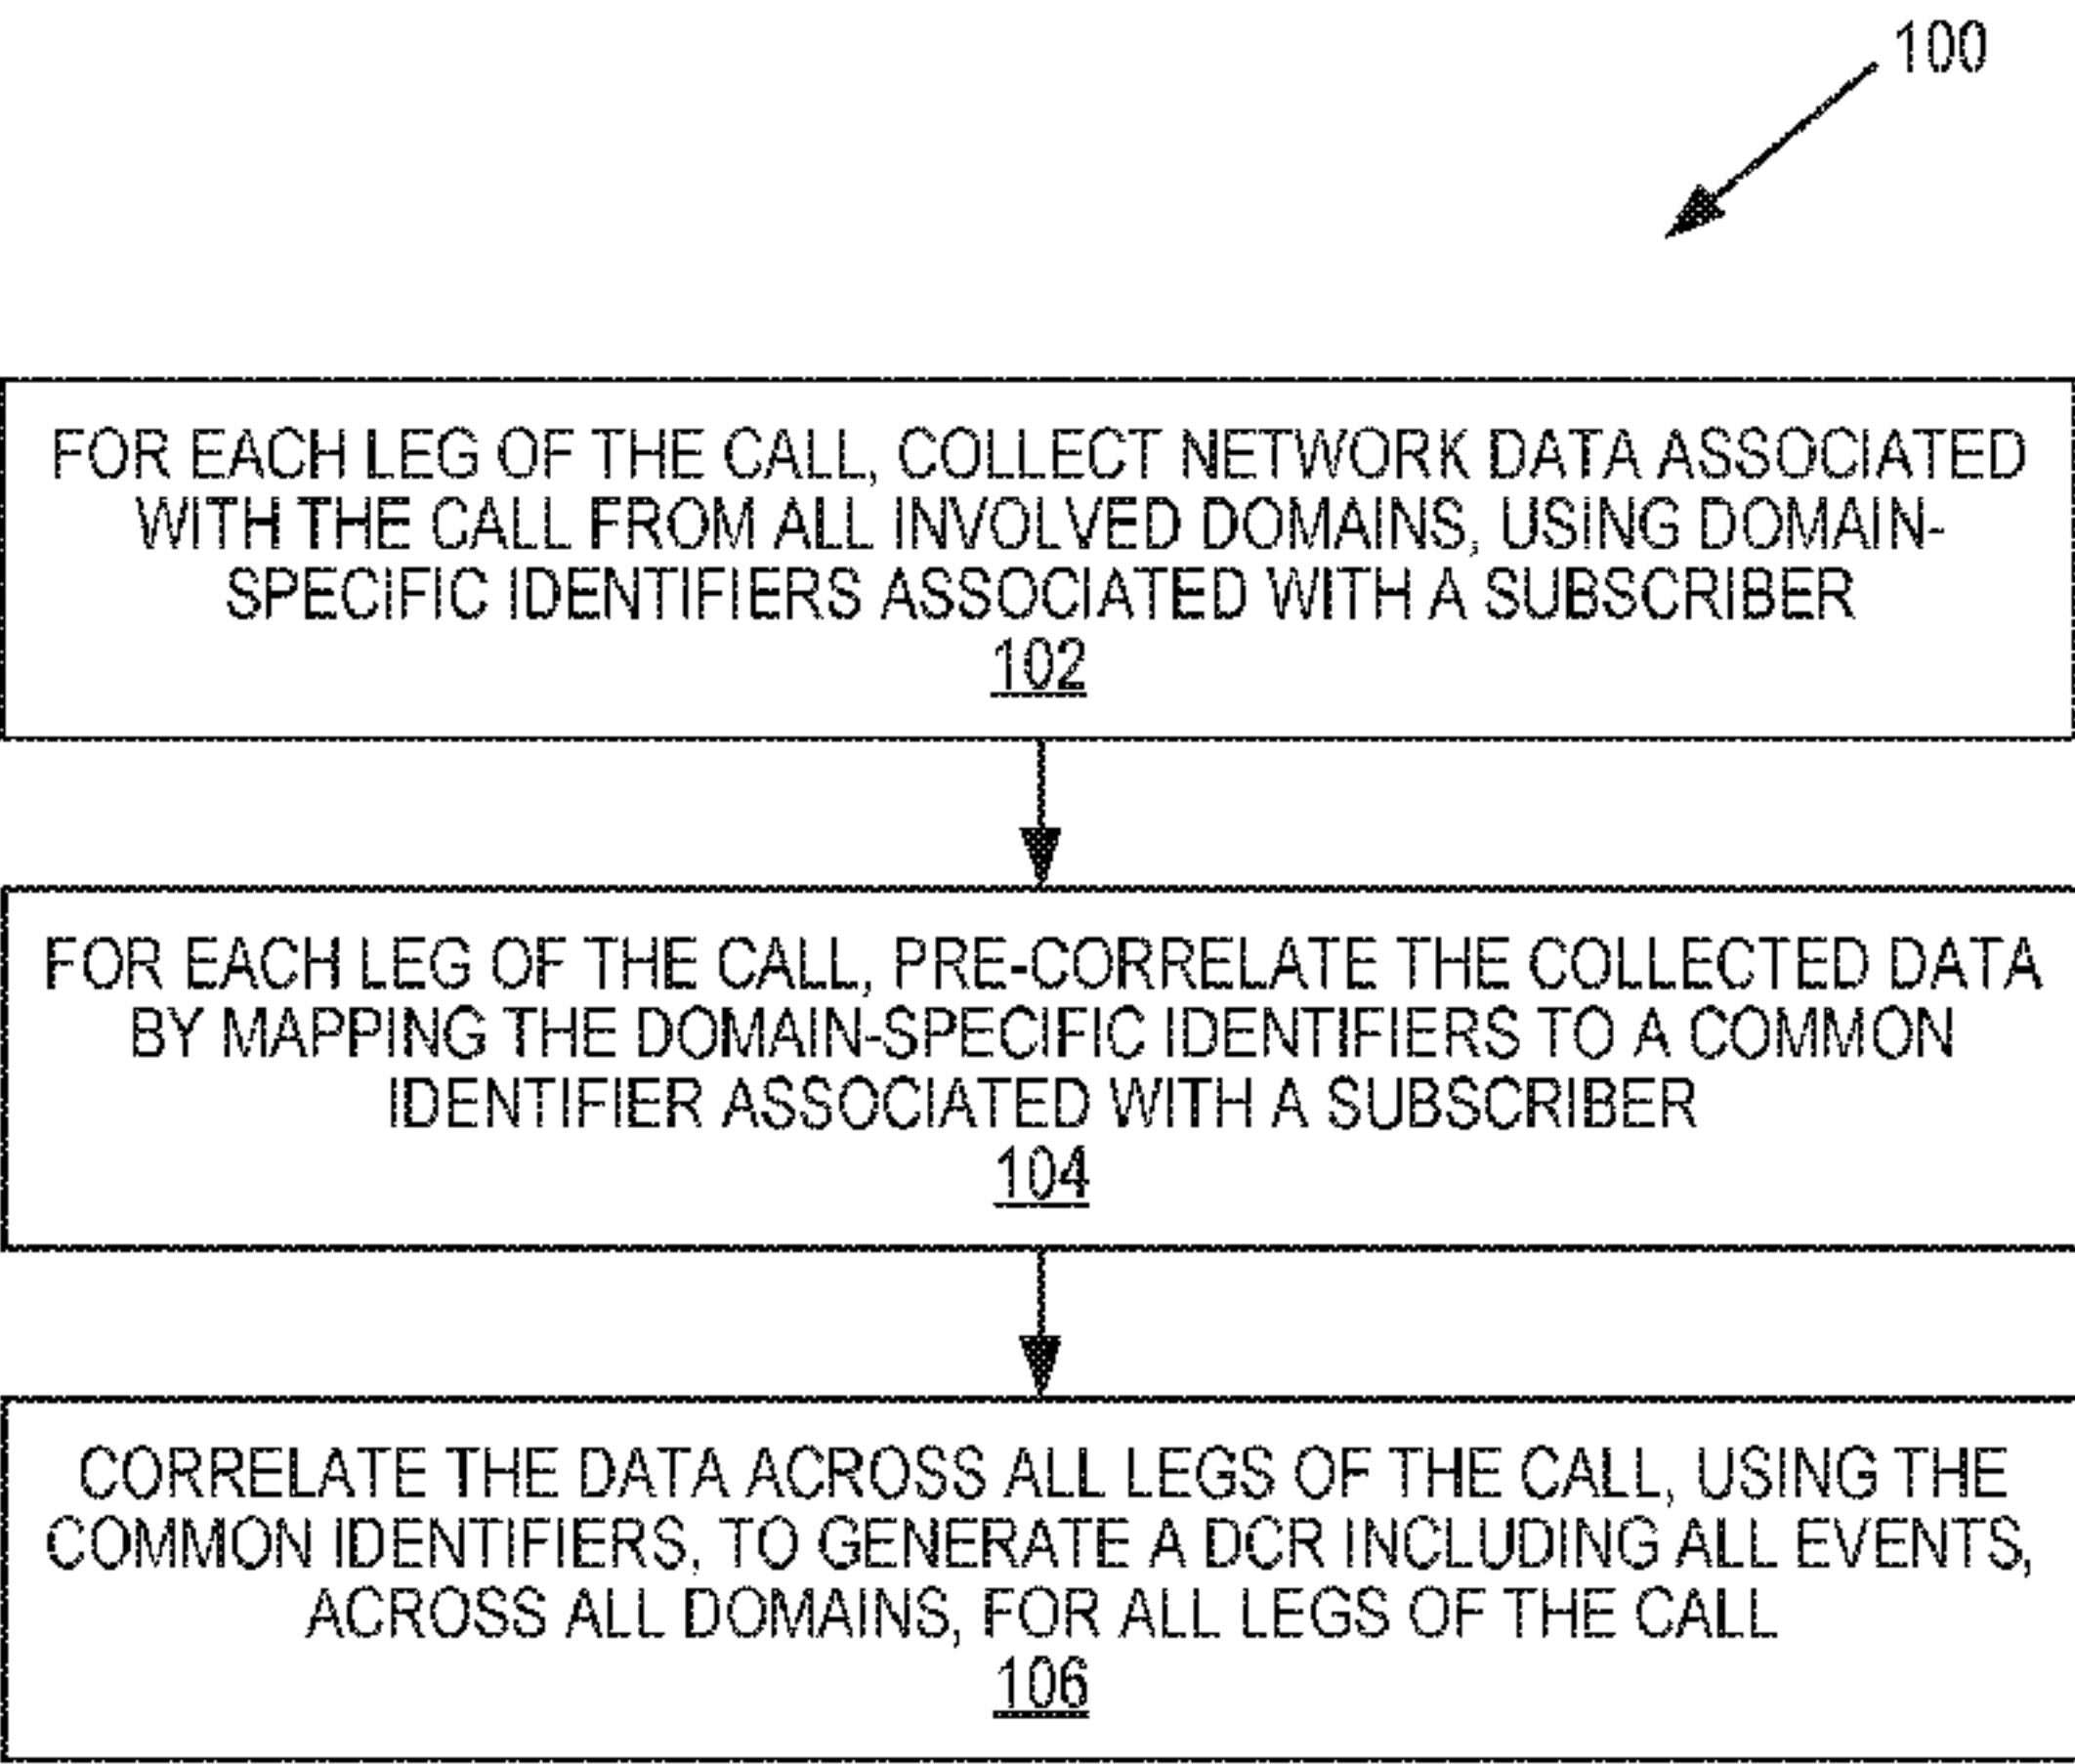 100
FOR EACH LEG OF THE CALL, COLLECT NETWORK DATA ASSOCIATED
WITH THE CALL FROM ALL INVOLVED DOMAINS, USING DOMAIN-
SPECIFIC IDENTIFIERS ASSOCIATED WITH A SUBSCRIBER
102
FOR EACH LEG OF THE CALL, PRE-CORRELATE THE COLLECTED DATA
BY MAPPING THE DOMAIN-SPECIFIC IDENTIFIERS TO A COMMON
IDENTIFIER ASSOCIATED WITH A SUBSCRIBER
104
CORRELATE THE DATA ACROSS ALL LEGS OF THE CALL, USING THE
COMMON IDENTIFIERS, TO GENERATE A DCR INCLUDING ALL EVENTS,
ACROSS ALL DOMAINS, FOR ALL LEGS OF THE CALL
106